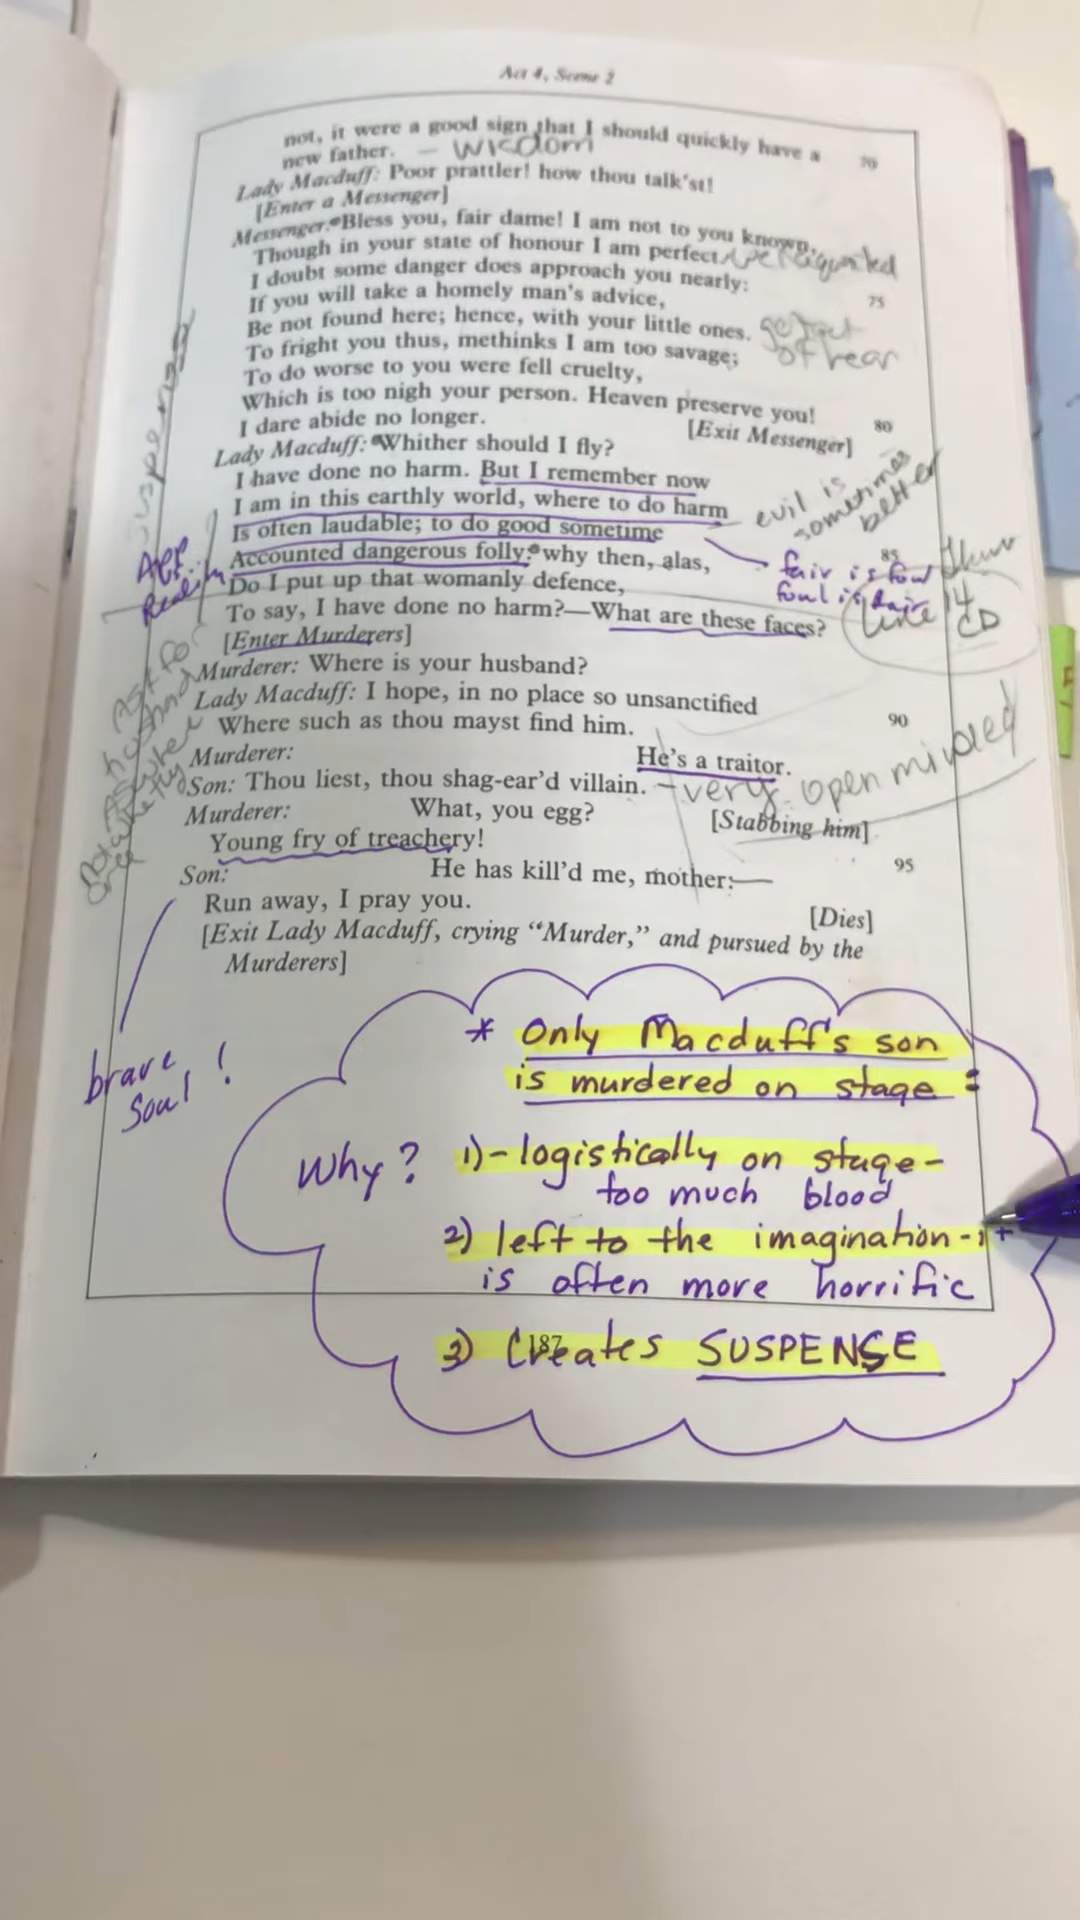 Act 4, Scene 2
not, it were a good sign that I should quickly have a
new father. - wisdom
70
Lady Macduff: Poor prattler! how thou talk'st!
[Enter a Messenger]
Messenger: Bless you, fair dame! I am not to you known,
Though in your state of honour I am perfect.
I doubt some danger does approach you nearly:
If you will take a homely man's advice,
75
Be not found here; hence, with your little ones.
get out
To fright you thus, methinks I am too savage;
of hear
To do worse to you were fell cruelty,
Which is too nigh your person. Heaven preserve you!
I dare abide no longer.
80
[Exit Messenger]
Lady Macduff: Whither should I fly?
I have done no harm. But I remember now
I am in this earthly world, where to do harm
Is often laudable; to do good sometime
Accounted dangerous folly: why then, alas,
85
Do I put up that womanly defence,
To say, I have done no harm?—What are these faces?
suspense
App.
Reality
evil is
sometimes
better
fair is foul
foul is fair
line 14
CD
[Enter Murderers]
Murderer: Where is your husband?
Lady Macduff: I hope, in no place so unsanctified
Where such as thou mayst find him.
90
Murderer: He's a traitor.
Son: Thou liest, thou shag-ear'd villain. - very open minded
Murderer: What, you egg? [Stabbing him]
Young fry of treachery!
Son: He has kill'd me, mother:—
95
Run away, I pray you.
[Dies]
[Exit Lady Macduff, crying “Murder,” and pursued by the
Murderers]
Ask for
husband
brave
soul !
* Only Macduff's son
is murdered on stage :
Why? 1) - logistically on stage -
too much blood
2) left to the imagination - it
is often more horrific
3) Creates SUSPENSE
187